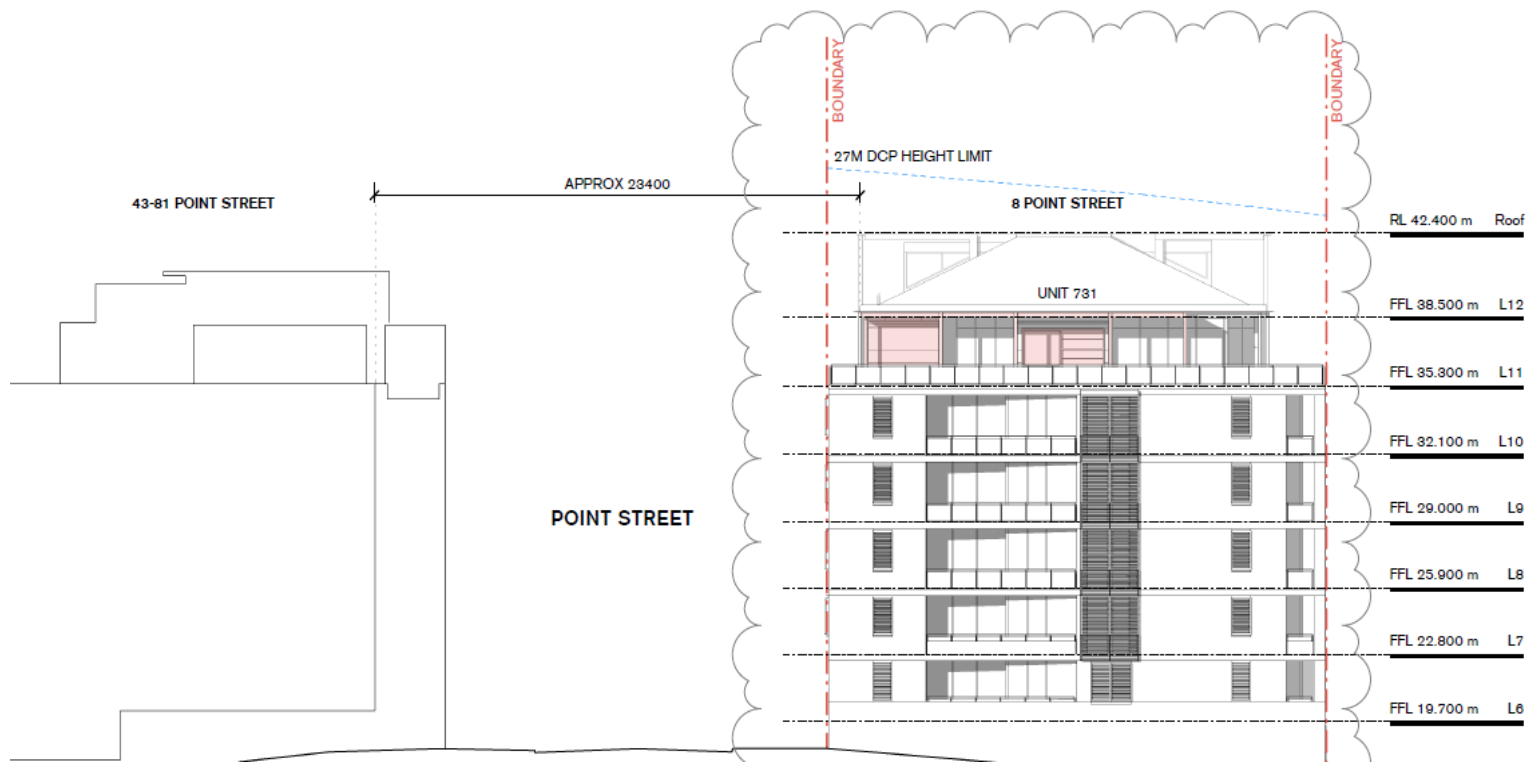 BOUNDARY
BOUNDARY
27M DCP HEIGHT LIMIT
APPROX 23400
43-81 POINT STREET
8 POINT STREET
RL 42.400 m Roof
UNIT 731
FFL 38.500 m L12
FFL 35.300 m L11
FFL 32.100 m L10
POINT STREET
FFL 29.000 m L9
FFL 25.900 m L8
FFL 22.800 m L7
FFL 19.700 m L6